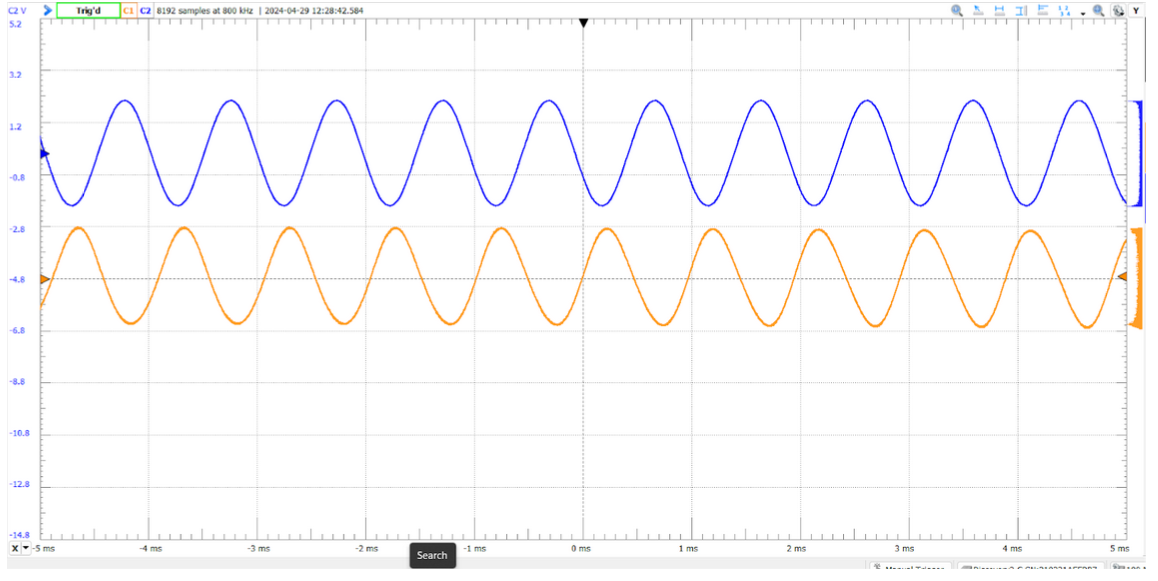 C2 V Trig'd C1 C2 8192 samples at 800 kHz | 2024-04-29 12:28:42.584 Y
5.2
3.2
1.2
-0.8
-2.8
-4.8
-6.8
-8.8
-10.8
-12.8
-14.8
X -5 ms -4 ms -3 ms -2 ms -1 ms 0 ms 1 ms 2 ms 3 ms 4 ms 5 ms
Search
Manual Trigger